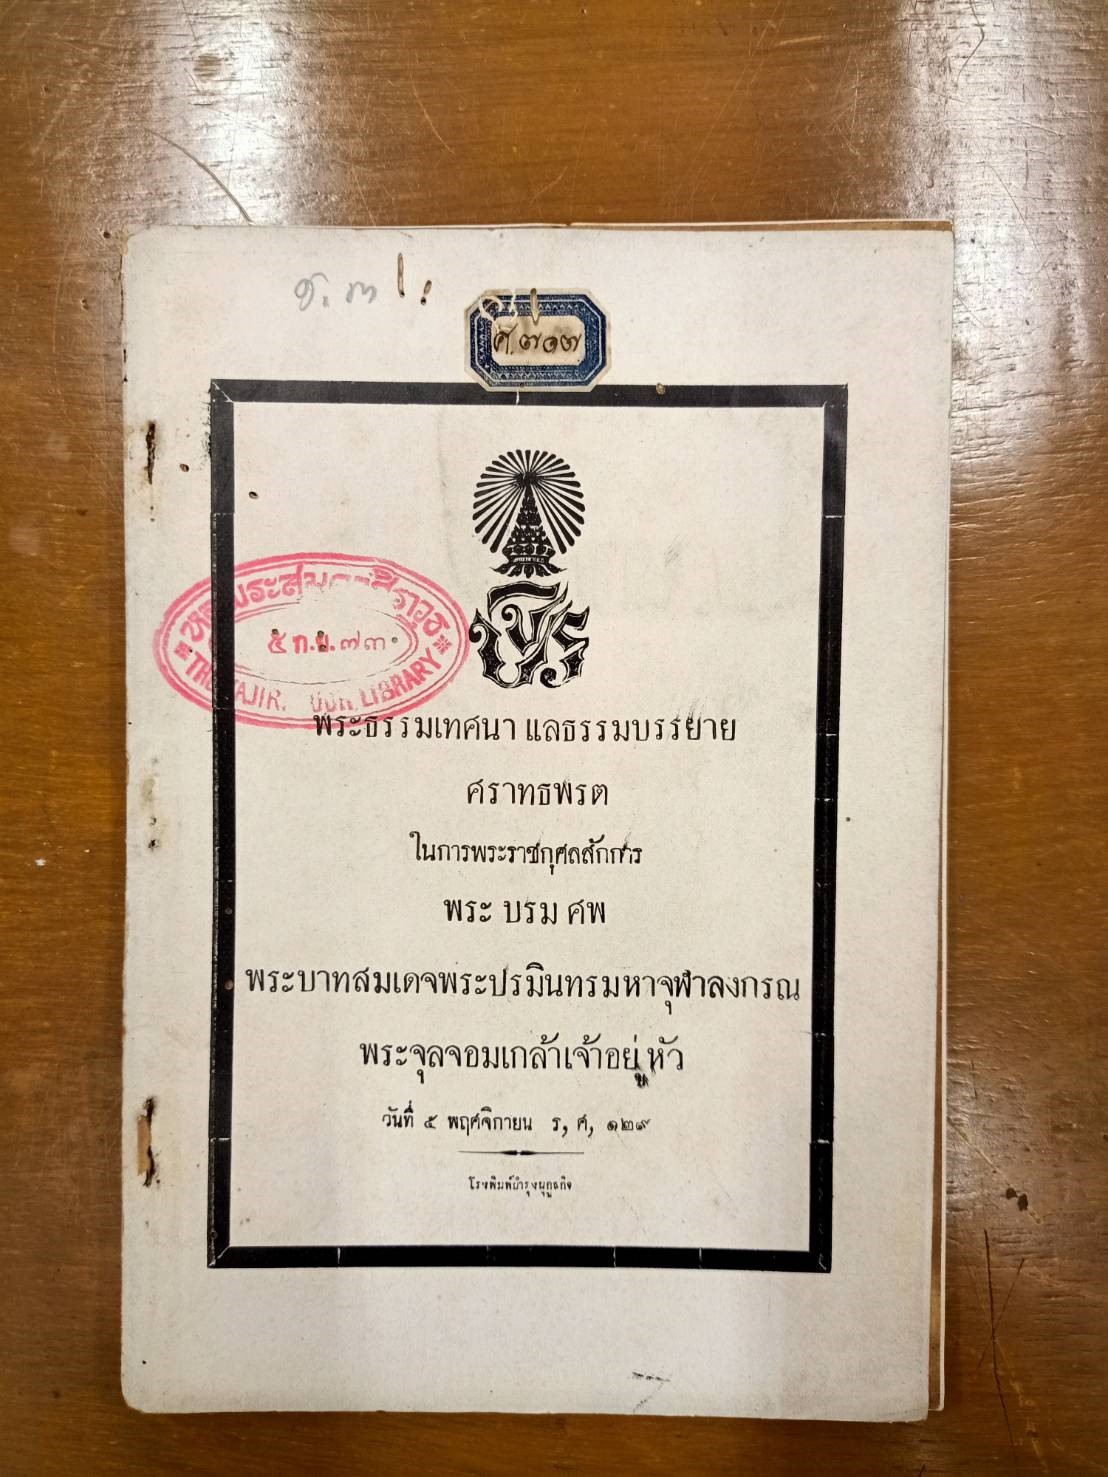 ศ.๗๑๗
๕ ก.ย. ๗๓
LIBRARY
พระธรรมเทศนา แลธรรมบรรยาย
ศราทธพรต
ในการพระราชกุศลสักการ
พระ บรม ศพ
พระบาทสมเดจพระปรมินทรมหาจุฬาลงกรณ
พระจุลจอมเกล้าเจ้าอยู่หัว
วันที่ ๕ พฤศจิกายน ร, ศ, ๑๒๙
โรงพิมพ์บำรุงนุกูลกิจ